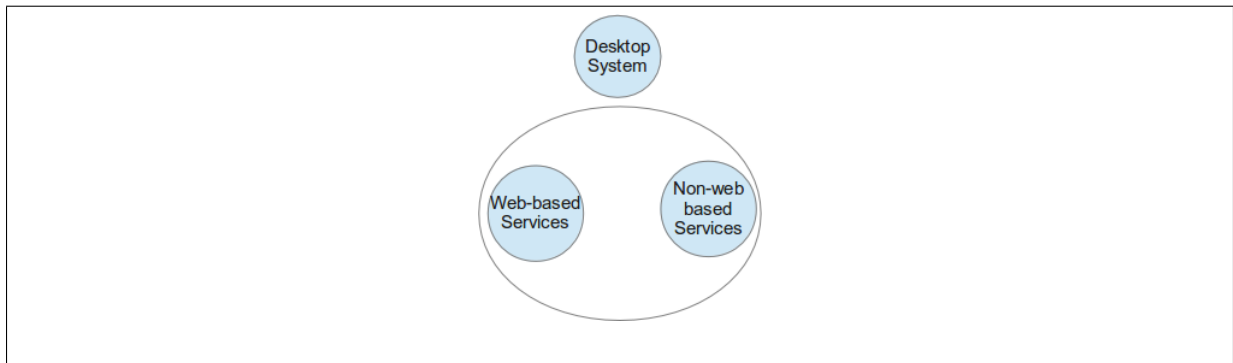 Desktop
System
Web-based
Services
Non-web
based
Services